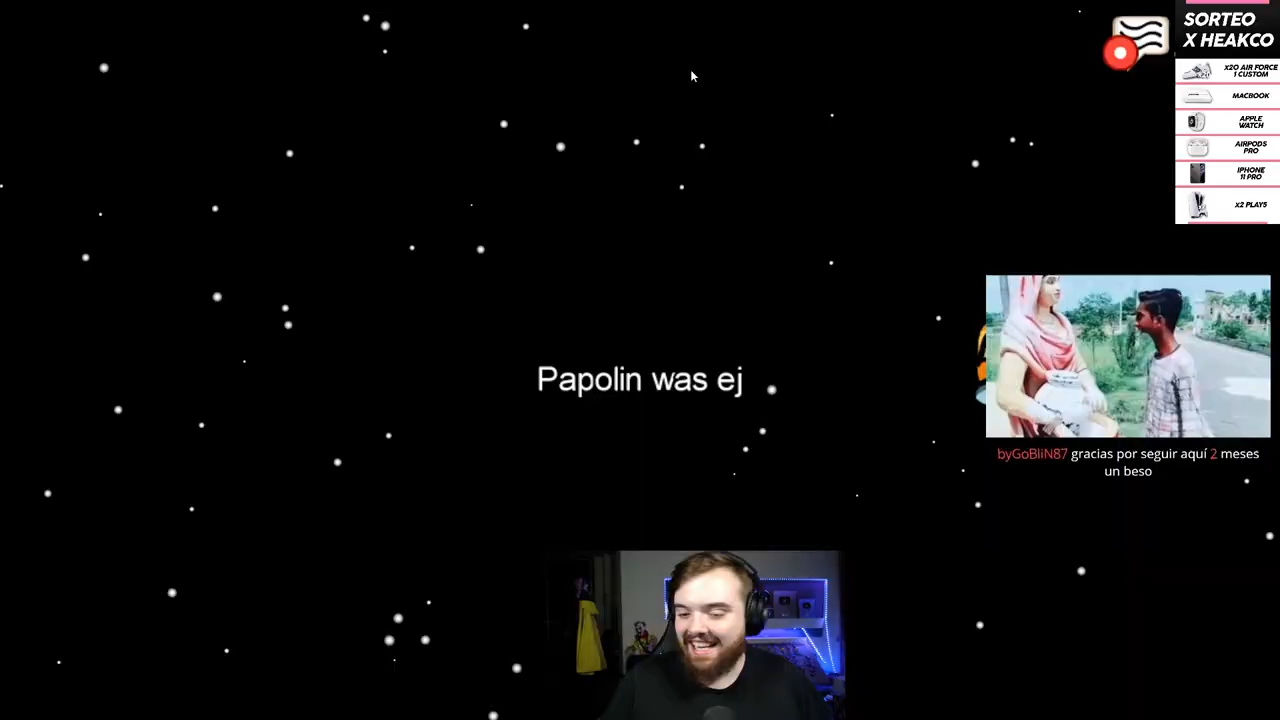 SORTEO
X HEAKCO
X20 AIR FORCE
1 CUSTOM
MACBOOK
APPLE
WATCH
AIRPODS
PRO
IPHONE
11 PRO
X2 PLAY5
Papolin was ej
byGoBliN87 gracias por seguir aquí 2 meses
un beso